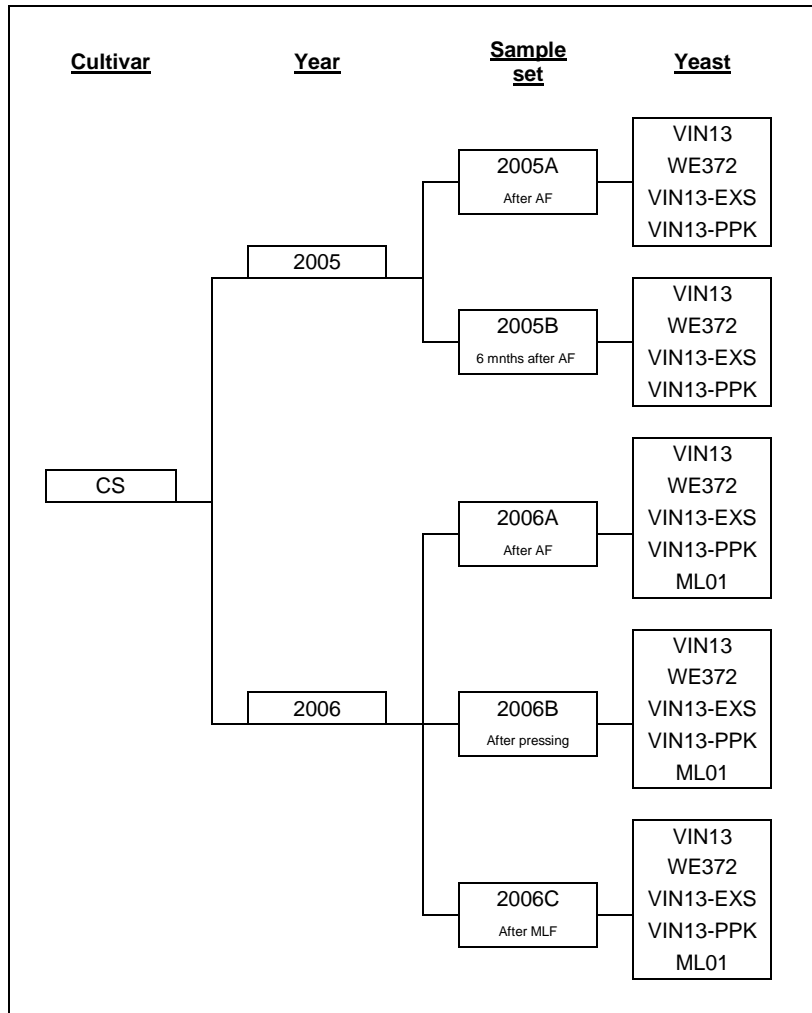 Cultivar
Year
Sample
set
Yeast
VIN13
WE372
VIN13-EXS
VIN13-PPK
2005A
After AF
2005
VIN13
WE372
VIN13-EXS
VIN13-PPK
2005B
6 mnths after AF
CS
VIN13
WE372
VIN13-EXS
VIN13-PPK
ML01
2006A
After AF
2006
VIN13
WE372
VIN13-EXS
VIN13-PPK
ML01
2006B
After pressing
VIN13
WE372
VIN13-EXS
VIN13-PPK
ML01
2006C
After MLF